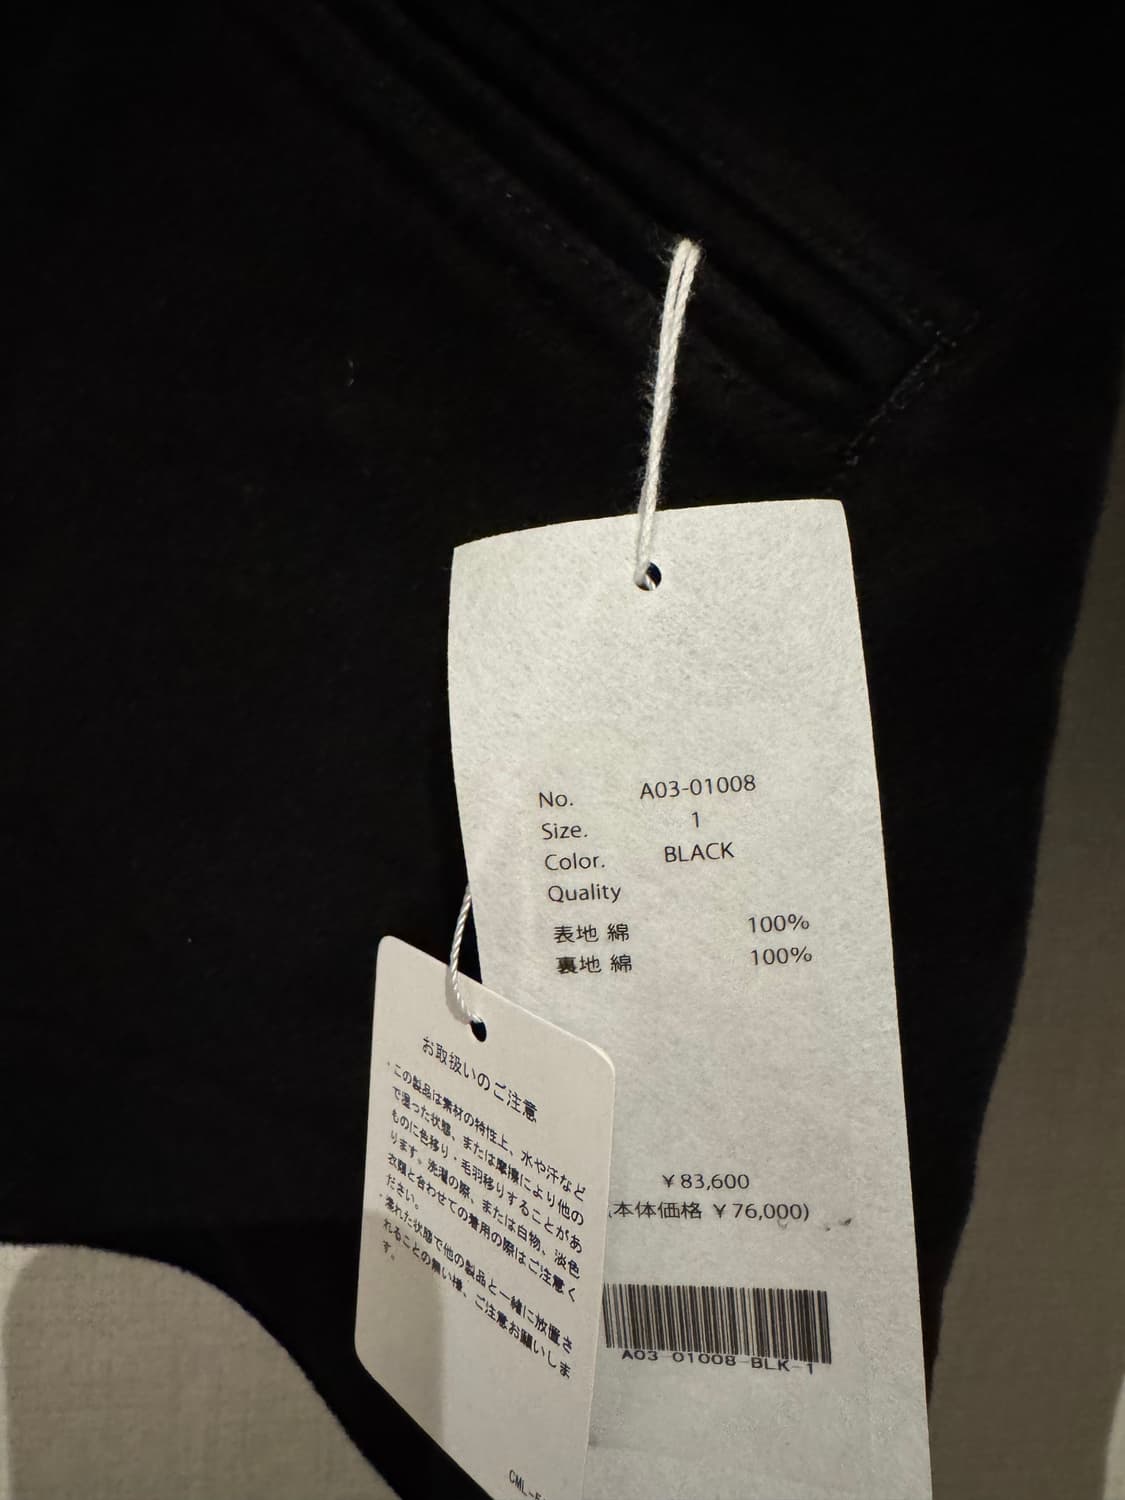 No. A03-01008
Size. 1
Color. BLACK
Quality
表地 綿 100%
裏地 綿 100%
¥83,600
(本体価格 ¥76,000)
A03-01008-BLK-1
お取扱いのご注意
・この製品は素材の特性上、水や汗など
で湿った状態、または摩擦により他の
ものに色移り・毛羽移りすることがあ
ります。洗濯の際、または白物、淡色
衣類と合わせての着用の際はご注意く
ださい。
・濡れた状態で他の製品と一緒に放置さ
れることの無い様、ご注意お願いしま
す。
CML-